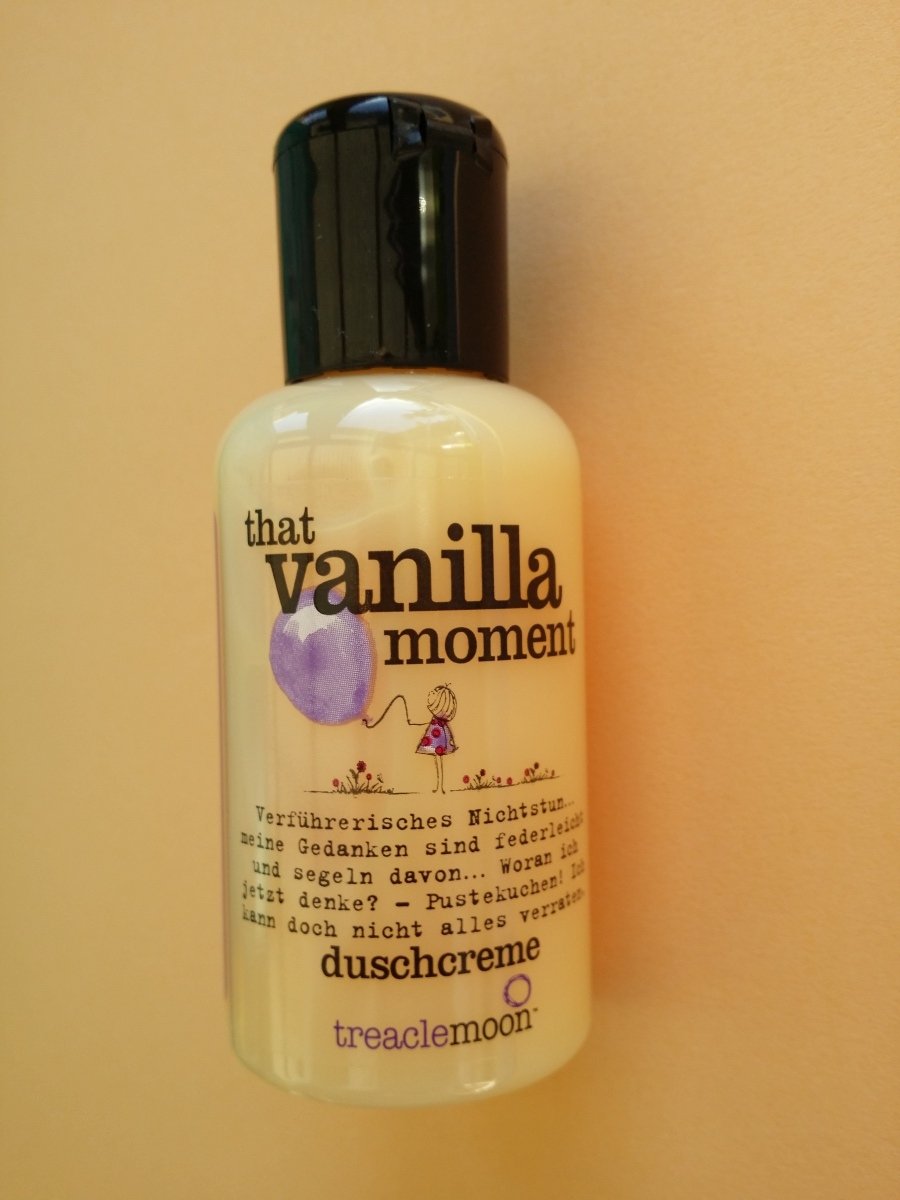 that
vanilla
moment
Verführerisches Nichtstun...
meine Gedanken sind federleicht
und segeln davon... Woran ich
jetzt denke? – Pustekuchen! Ich
kann doch nicht alles verraten.
duschcreme
treaclemoon™